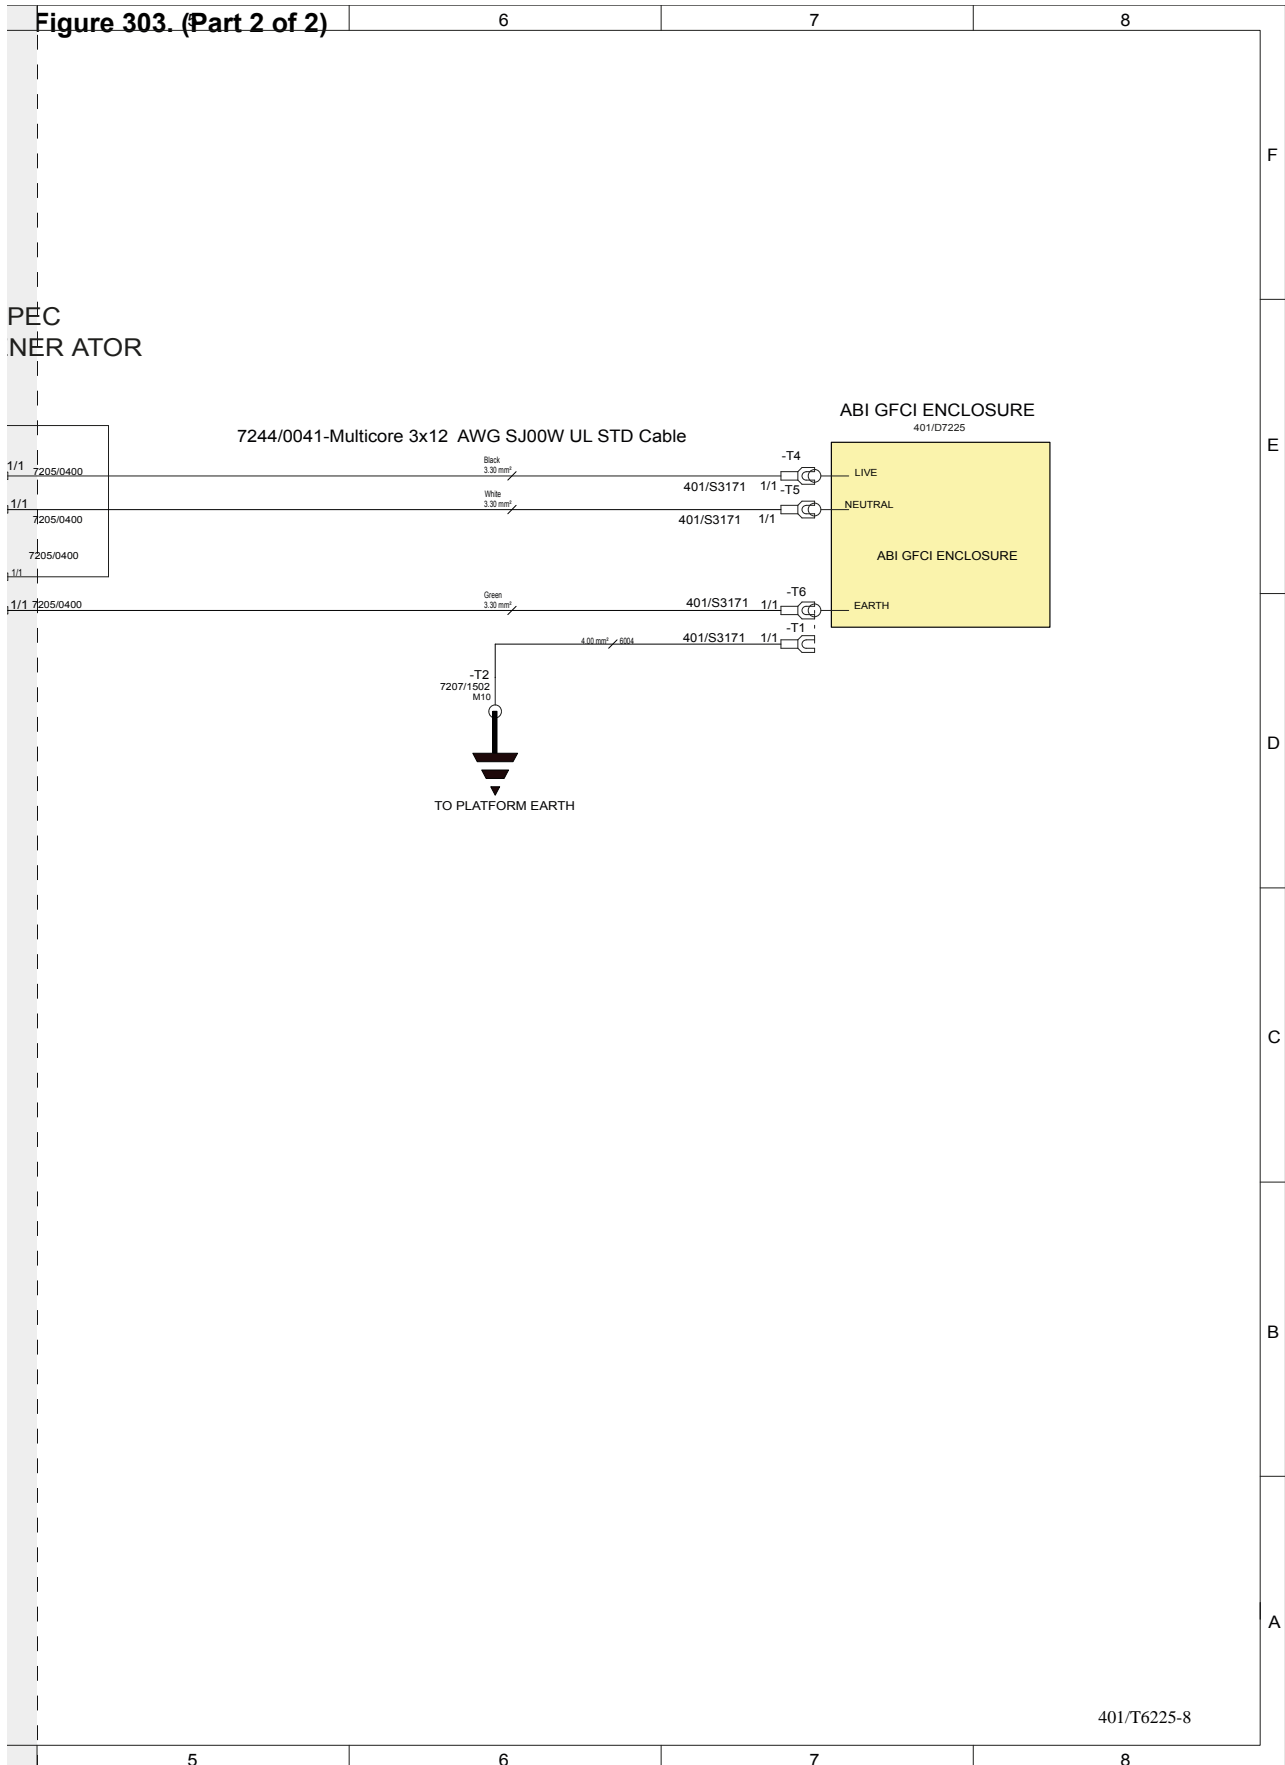 Figure 303. (Part 2 of 2)
5
6
7
8
F
PEC
NER ATOR
ABI GFCI ENCLOSURE
401/D7225
7244/0041-Multicore 3x12 AWG SJ00W UL STD Cable
E
1/1
7205/0400
Black
3.30 mm²
401/S3171
1/1
-T4
LIVE
1/1
7205/0400
White
3.30 mm²
401/S3171
1/1
-T5
NEUTRAL
7205/0400
1/1
ABI GFCI ENCLOSURE
1/1
7205/0400
Green
3.30 mm²
401/S3171
1/1
-T6
EARTH
4.00 mm²
6004
401/S3171
1/1
-T1
-T2
7207/1502
M10
TO PLATFORM EARTH
D
C
B
A
401/T6225-8
5
6
7
8